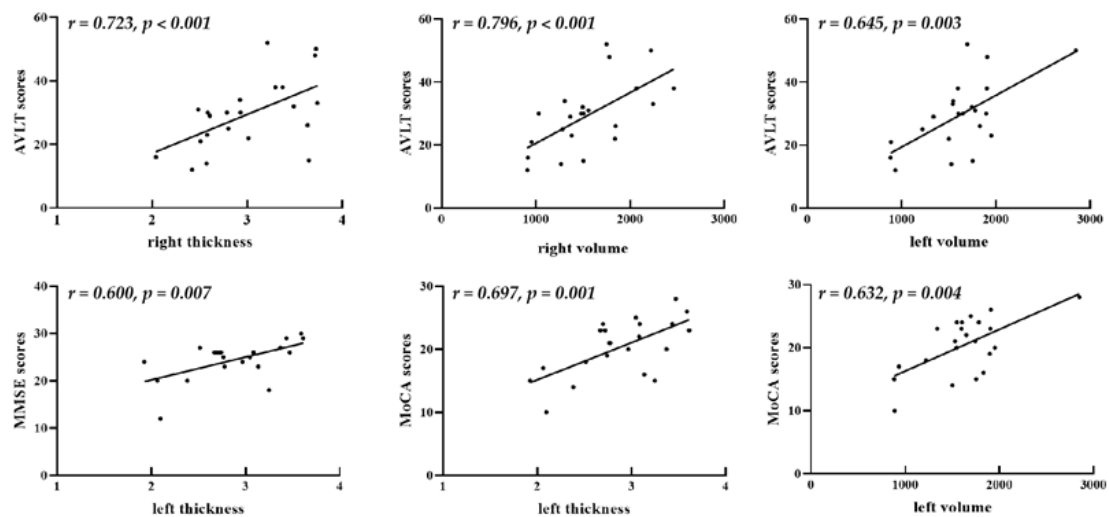 r = 0.723, p < 0.001
60
40
20
0
AVLT scores
1 2 3 4
right thickness
r = 0.796, p < 0.001
60
40
20
0
AVLT scores
0 1000 2000 3000
right volume
r = 0.645, p = 0.003
60
40
20
0
AVLT scores
0 1000 2000 3000
left volume
r = 0.600, p = 0.007
40
30
20
10
0
MMSE scores
1 2 3 4
left thickness
r = 0.697, p = 0.001
30
20
10
0
MoCA scores
1 2 3 4
left thickness
r = 0.632, p = 0.004
30
20
10
0
MoCA scores
0 1000 2000 3000
left volume